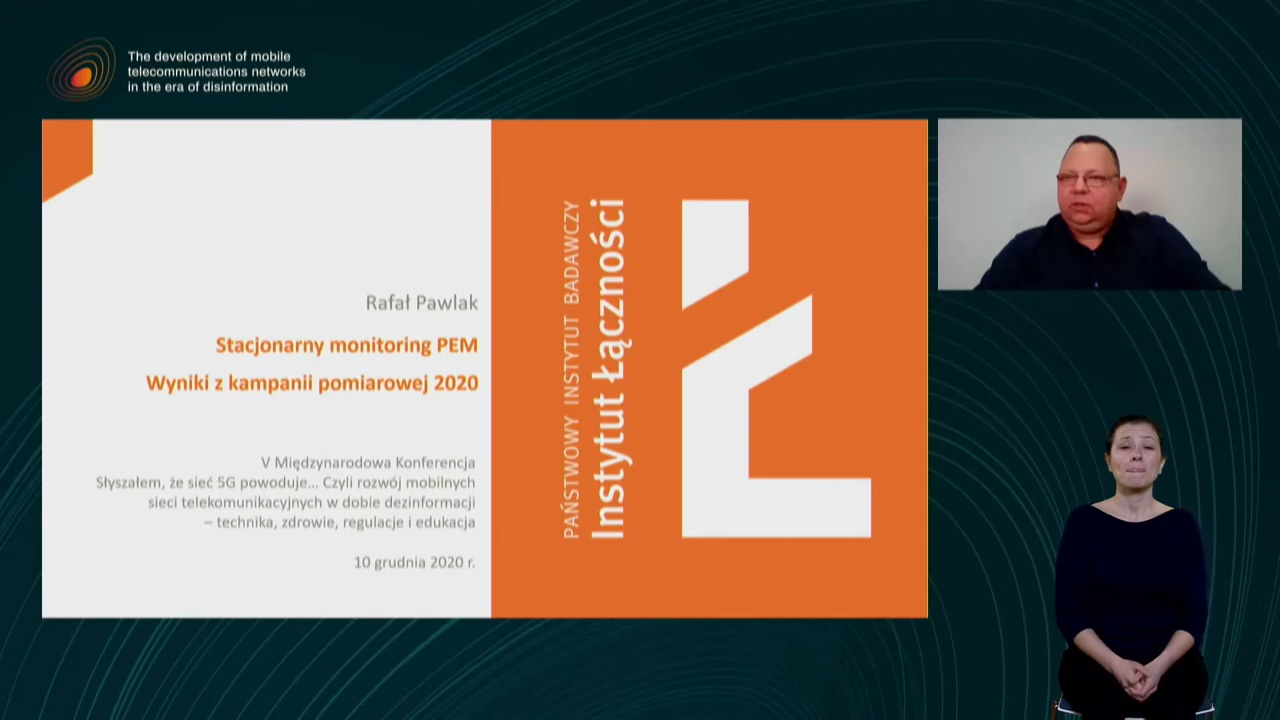 The development of mobile
telecommunications networks
in the era of disinformation
Rafał Pawlak
Stacjonarny monitoring PEM
Wyniki z kampanii pomiarowej 2020
V Międzynarodowa Konferencja
Słyszałem, że sieć 5G powoduje... Czyli rozwój mobilnych
sieci telekomunikacyjnych w dobie dezinformacji
– technika, zdrowie, regulacje i edukacja
10 grudnia 2020 r.
PAŃSTWOWY INSTYTUT BADAWCZY
Instytut Łączności